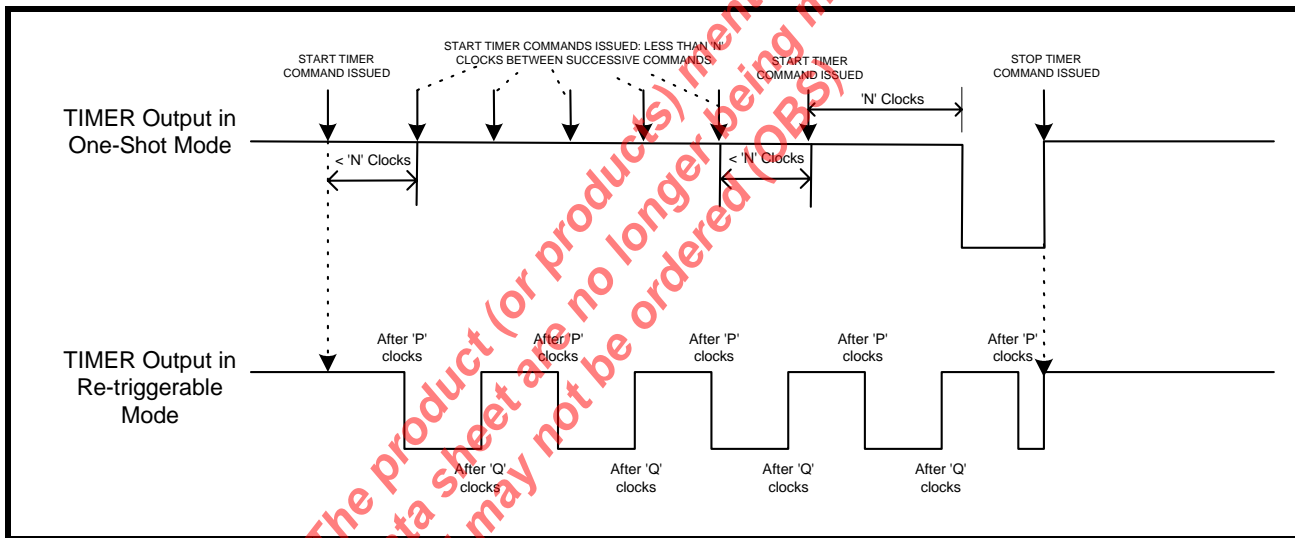 START TIMER
COMMAND ISSUED
START TIMER COMMANDS ISSUED: LESS THAN 'N'
CLOCKS BETWEEN SUCCESSIVE COMMANDS
START TIMER
COMMAND ISSUED
STOP TIMER
COMMAND ISSUED
'N' Clocks
TIMER Output in
One-Shot Mode
< 'N' Clocks
< 'N' Clocks
TIMER Output in
Re-triggerable
Mode
After 'P'
clocks
After 'P'
clocks
After 'P'
clocks
After 'P'
clocks
After 'P'
clocks
After 'Q'
clocks
After 'Q'
clocks
After 'Q'
clocks
After 'Q'
clocks
The product (or products)
sheet are no longer being
may not be ordered (OBS)